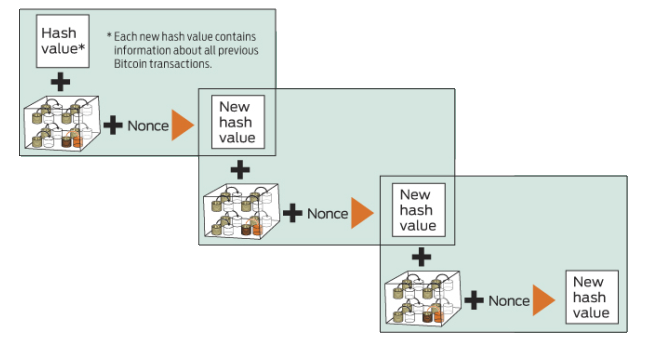 Hash
value*
* Each new hash value contains
information about all previous
Bitcoin transactions.
Nonce
New
hash
value
Nonce
New
hash
value
Nonce
New
hash
value